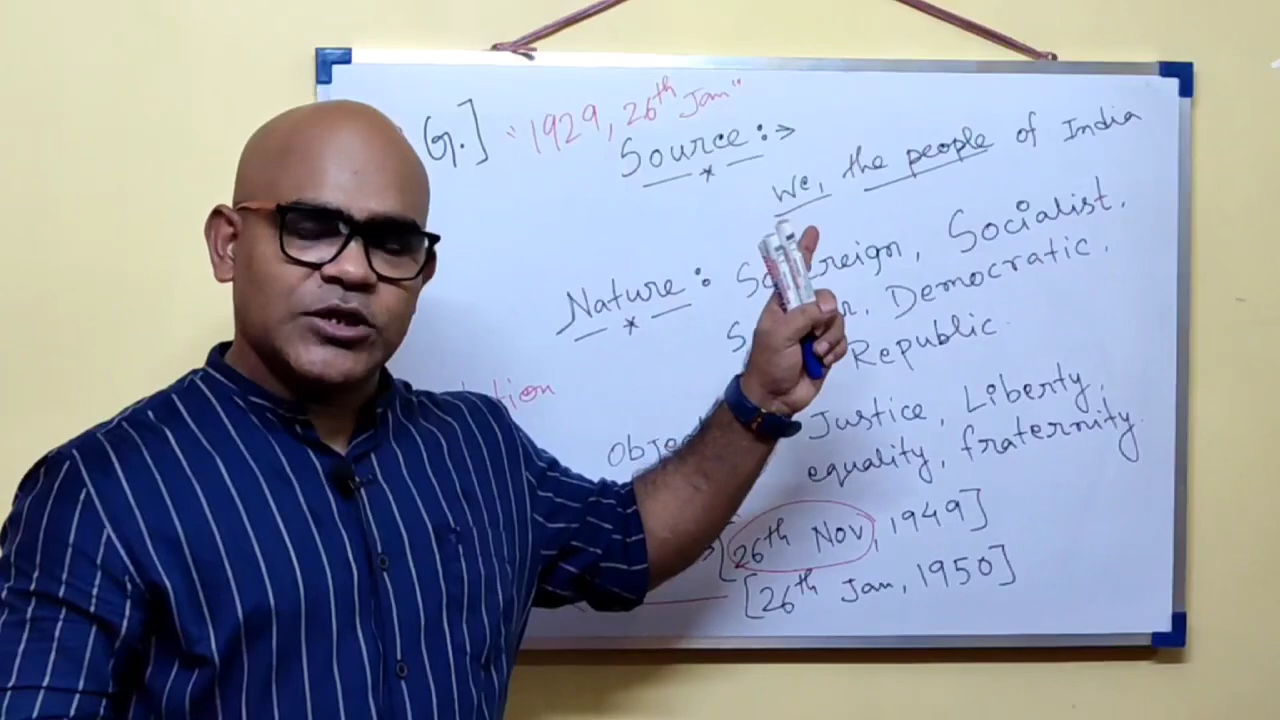 (G.] "1929, 26th Jan"
Source :→
We, the people of India
Nature : Socialist,
Democratic,
Republic.
Justice, Liberty,
equality, fraternity.
[26th Nov, 1949]
[26th Jan, 1950]